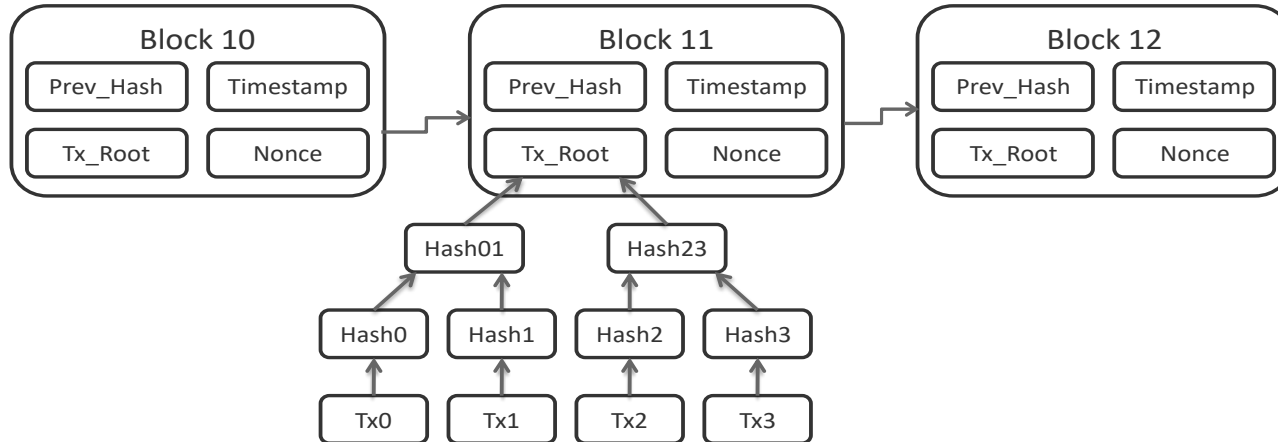 Block 10
Block 11
Block 12
Prev_Hash Timestamp
Prev_Hash Timestamp
Prev_Hash Timestamp
Tx_Root Nonce
Tx_Root Nonce
Tx_Root Nonce
Hash01 Hash23
Hash0 Hash1 Hash2 Hash3
Tx0 Tx1 Tx2 Tx3